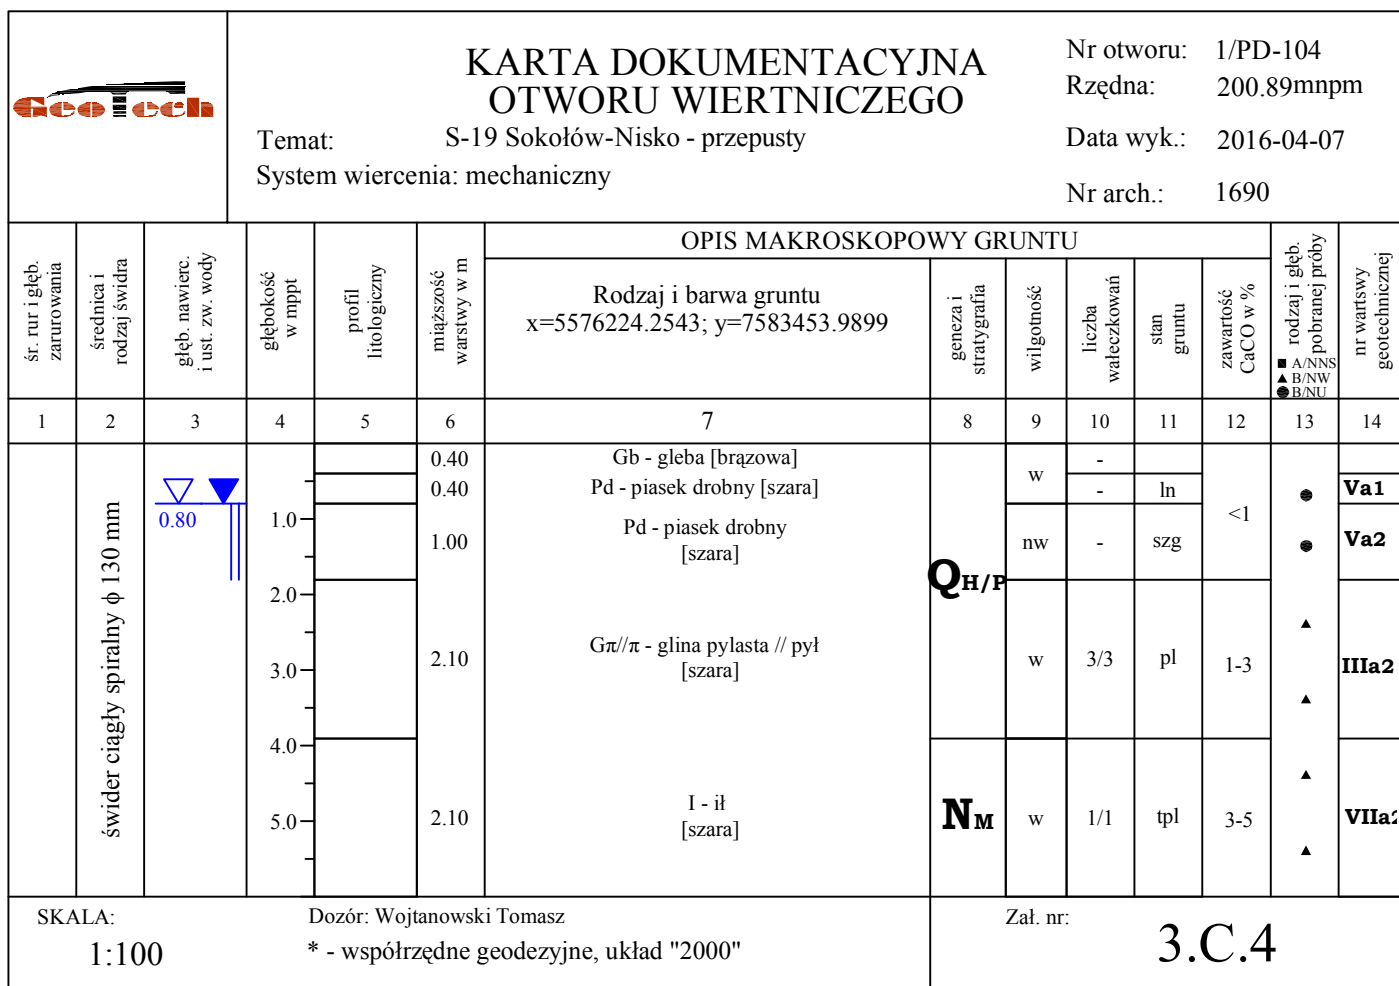 GeoTech
KARTA DOKUMENTACYJNA
OTWORU WIERTNICZEGO
Temat: S-19 Sokołów-Nisko - przepusty
System wiercenia: mechaniczny
Nr otworu: 1/PD-104
Rzędna: 200.89mnpm
Data wyk.: 2016-04-07
Nr arch.: 1690
śr. rur i głęb.
zarurowania
średnica i
rodzaj świdra
głęb. nawierc.
i ust. zw. wody
głębokość
w mppt
profil
litologiczny
miąższość
warstwy w m
OPIS MAKROSKOPOWY GRUNTU
Rodzaj i barwa gruntu
x=5576224.2543; y=7583453.9899
geneza i
stratygrafia
wilgotność
liczba
wałeczkowań
stan
gruntu
zawartość
CaCO w %
rodzaj i głęb.
pobranej próby
A/NNS
B/NW
B/NU
nr wartswy
geotechnicznej
1 2 3 4 5 6 7 8 9 10 11 12 13 14
świder ciągły spiralny ϕ 130 mm
0.80
1.0
2.0
3.0
4.0
5.0
0.40 Gb - gleba [brązowa] -
w
0.40 Pd - piasek drobny [szara] - ln Va1
<1
1.00 Pd - piasek drobny
[szara]
nw - szg Va2
QH/P
2.10 Gπ//π - glina pylasta // pył
[szara]
w 3/3 pl 1-3 IIIa2
2.10 I - ił
[szara]
NM w 1/1 tpl 3-5 VIIa2
SKALA:
1:100
Dozór: Wojtanowski Tomasz
* - współrzędne geodezyjne, układ "2000"
Zał. nr:
3.C.4